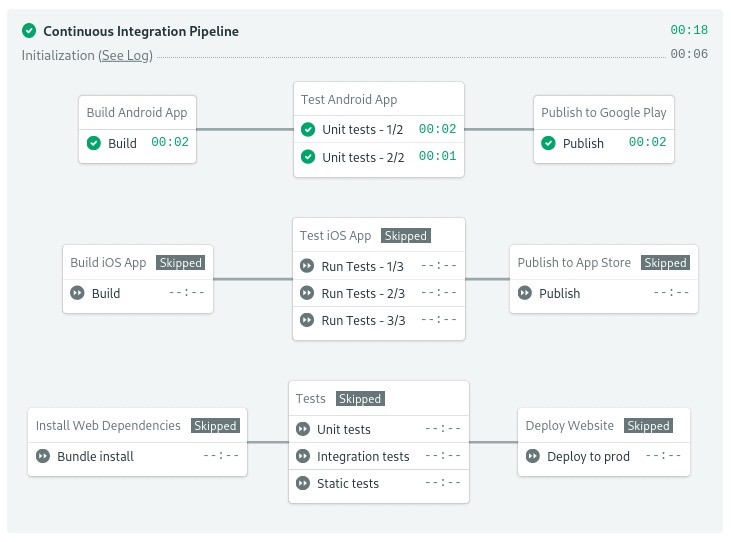 Continuous Integration Pipeline 00:18
Initialization (See Log) 00:06
Build Android App
Build 00:02
Test Android App
Unit tests - 1/2 00:02
Unit tests - 2/2 00:01
Publish to Google Play
Publish 00:02
Build iOS App Skipped
Build --:--
Test iOS App Skipped
Run Tests - 1/3 --:--
Run Tests - 2/3 --:--
Run Tests - 3/3 --:--
Publish to App Store Skipped
Publish --:--
Install Web Dependencies Skipped
Bundle install --:--
Tests Skipped
Unit tests --:--
Integration tests --:--
Static tests --:--
Deploy Website Skipped
Deploy to prod --:--